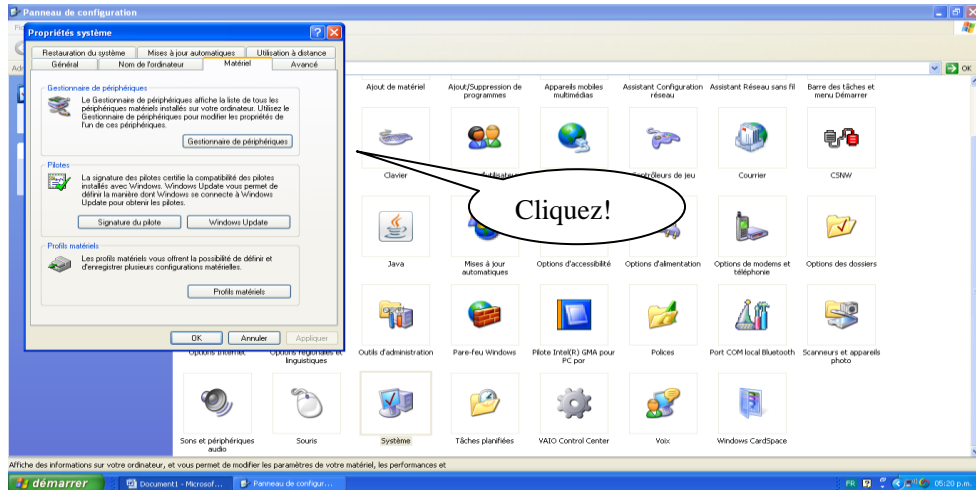 Panneau de configuration
Propriétés système
Restauration du système
Mises à jour automatiques
Utilisation à distance
Général
Nom de l'ordinateur
Matériel
Avancé
Gestionnaire de périphériques
Le Gestionnaire de périphériques affiche la liste de tous les
périphériques matériels installés sur votre ordinateur. Utilisez le
Gestionnaire de périphériques pour modifier les propriétés de
l'un de ces périphériques.
Gestionnaire de périphériques
Pilotes
La signature des pilotes certifie la compatibilité des pilotes
installés avec Windows. Windows Update vous permet de
définir la manière dont Windows se connecte à Windows
Update pour obtenir les pilotes.
Signature du pilote
Windows Update
Profils matériels
Les profils matériels vous offrent la possibilité de définir et
d'enregistrer plusieurs configurations matérielles.
Profils matériels
OK
Annuler
Appliquer
OK
Ajout de matériel
Ajout/Suppression de
programmes
Appareils mobiles
multimédias
Assistant Configuration
réseau
Assistant Réseau sans fil
Barre des tâches et
menu Démarrer
Clavier
Contrôleurs de jeu
Courrier
CSNW
Cliquez!
Java
Mises à jour
automatiques
Options d'accessibilité
Options d'alimentation
Options de modems et
téléphonie
Options des dossiers
Options Internet
Options régionales et
linguistiques
Outils d'administration
Pare-feu Windows
Pilote Intel(R) GMA pour
PC por
Polices
Port COM local Bluetooth
Scanneurs et appareils
photo
Sons et périphériques
audio
Souris
Système
Tâches planifiées
VAIO Control Center
Voix
Windows CardSpace
Affiche des informations sur votre ordinateur, et vous permet de modifier les paramètres de votre matériel, les performances et
démarrer
Document1 - Microsof...
Panneau de configur...
FR
05:20 p.m.